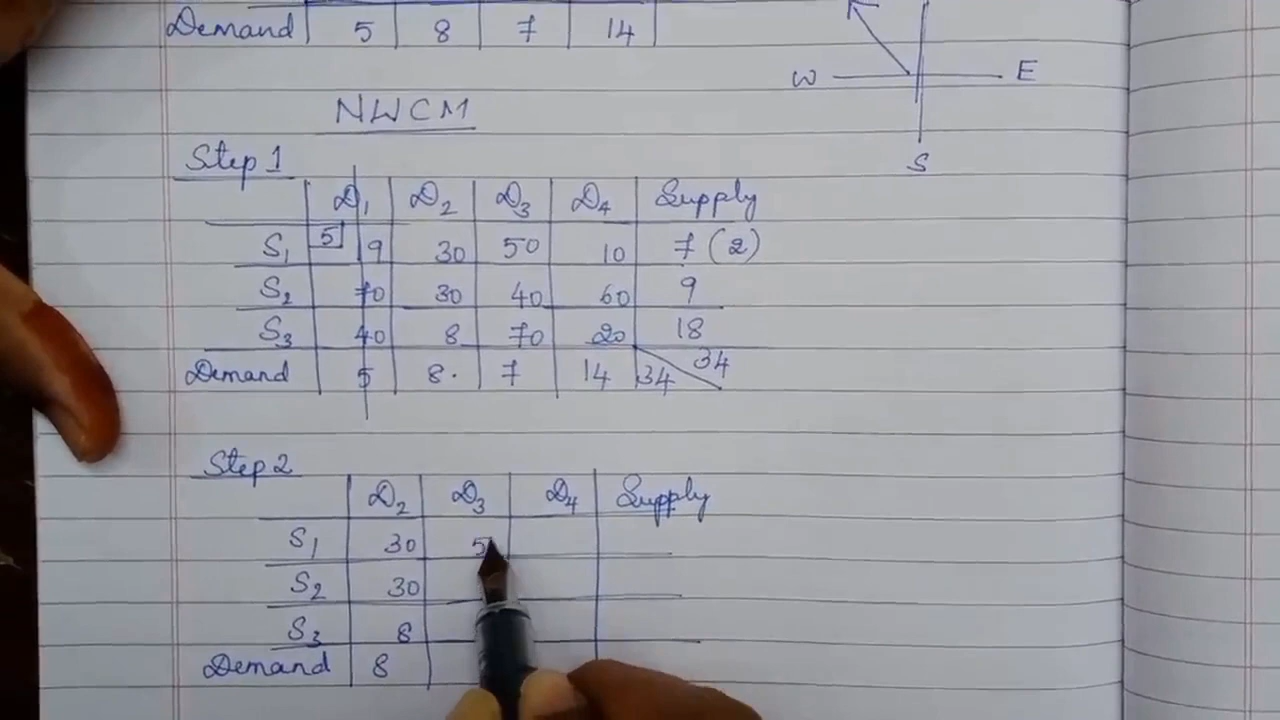 Demand 5 8 7 14
W E
S
NWCM
Step 1
D1 D2 D3 D4 Supply
S1 5 9 30 50 10 7 (2)
S2 70 30 40 60 9
S3 40 8 70 20 18
Demand 5 8. 7 14 34 34
Step 2
D2 D3 D4 Supply
S1 30 5
S2 30
S3 8
Demand 8